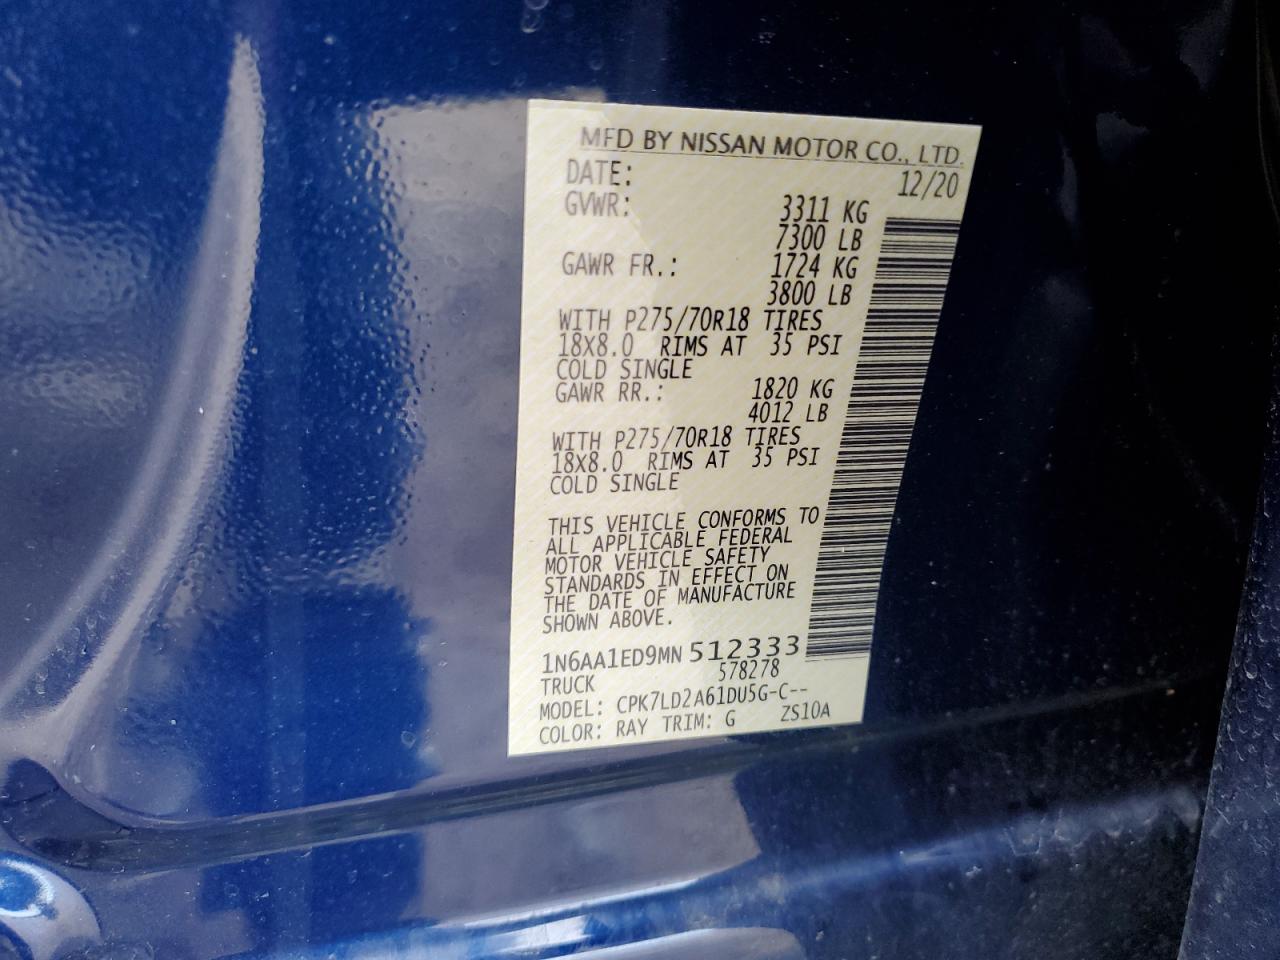 MFD BY NISSAN MOTOR CO., LTD.
DATE: 12/20
GVWR: 3311 KG
7300 LB
GAWR FR.: 1724 KG
3800 LB
WITH P275/70R18 TIRES
18X8.0 RIMS AT 35 PSI
COLD SINGLE
GAWR RR.: 1820 KG
4012 LB
WITH P275/70R18 TIRES
18X8.0 RIMS AT 35 PSI
COLD SINGLE
THIS VEHICLE CONFORMS TO
ALL APPLICABLE FEDERAL
MOTOR VEHICLE SAFETY
STANDARDS IN EFFECT ON
THE DATE OF MANUFACTURE
SHOWN ABOVE.
1N6AA1ED9MN 512333
TRUCK 578278
MODEL: CPK7LD2A61DU5G-C--
COLOR: RAY TRIM: G ZS10A